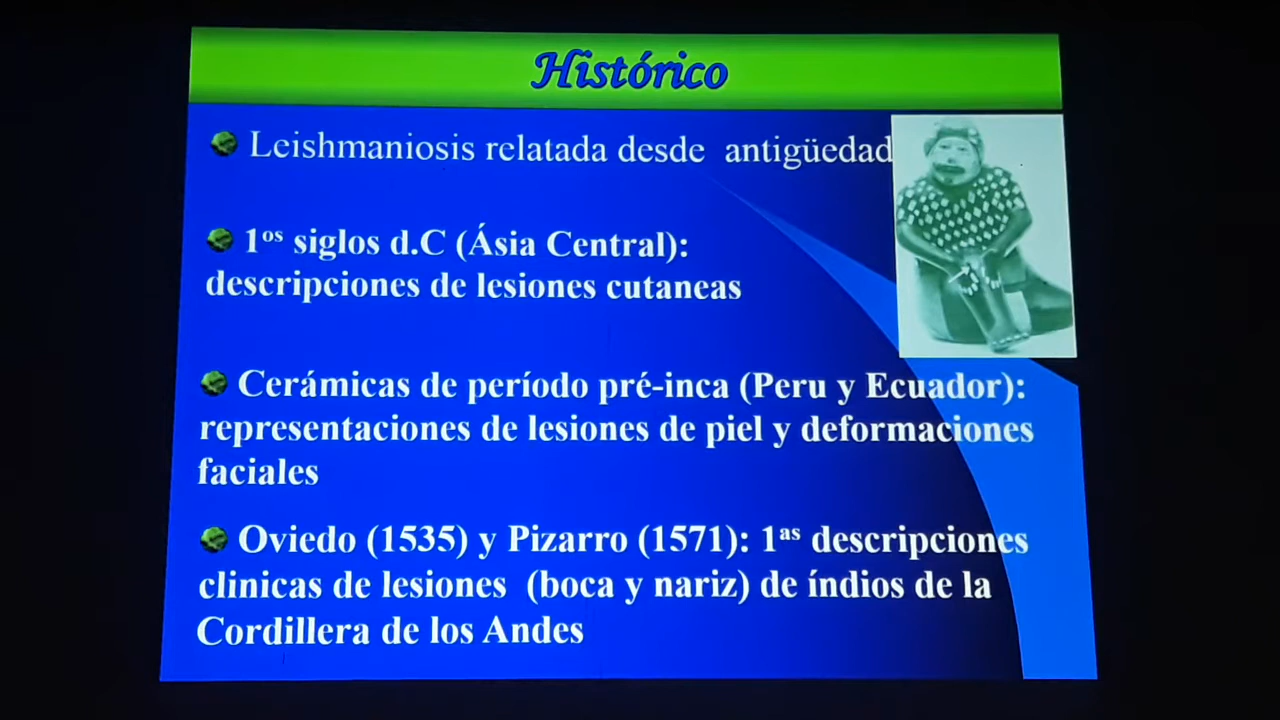 Histórico
Leishmaniosis relatada desde antigüedad
1os siglos d.C (Ásia Central):
descripciones de lesiones cutaneas
Cerámicas de período pré-inca (Peru y Ecuador):
representaciones de lesiones de piel y deformaciones
faciales
Oviedo (1535) y Pizarro (1571): 1as descripciones
clinicas de lesiones (boca y nariz) de índios de la
Cordillera de los Andes